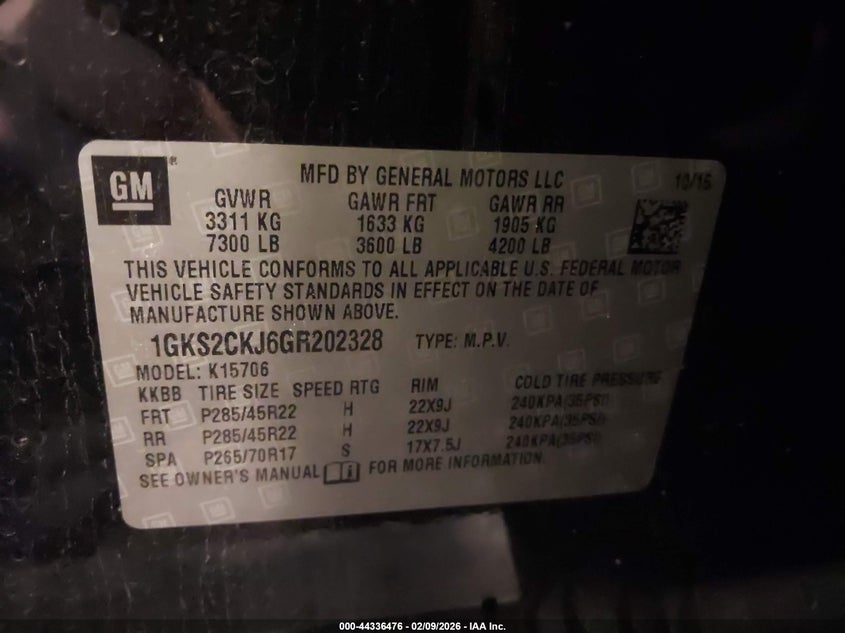 GM ®
MFD BY GENERAL MOTORS LLC 10/15
GVWR GAWR FRT GAWR RR
3311 KG 1633 KG 1905 KG
7300 LB 3600 LB 4200 LB
THIS VEHICLE CONFORMS TO ALL APPLICABLE U.S. FEDERAL MOTOR
VEHICLE SAFETY STANDARDS IN EFFECT ON THE DATE OF
MANUFACTURE SHOWN ABOVE.
1GKS2CKJ6GR202328 TYPE: M.P.V.
MODEL: K15706
KKBB TIRE SIZE SPEED RTG RIM COLD TIRE PRESSURE
FRT P285/45R22 H 22X9J 240KPA(35PSI)
RR P285/45R22 H 22X9J 240KPA(35PSI)
SPA P265/70R17 S 17X7.5J 240KPA(35PSI)
SEE OWNER'S MANUAL FOR MORE INFORMATION.
000-44336476 - 02/09/2026 - IAA Inc.